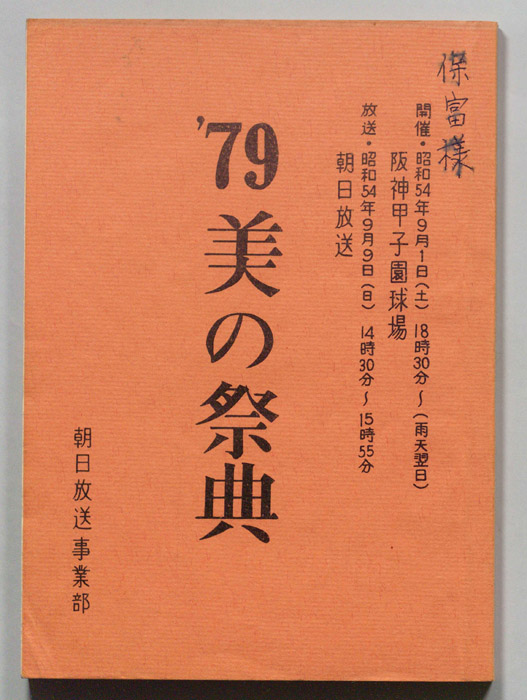 保富様
開催・昭和54年9月1日(土) 18時30分〜(雨天翌日)
阪神甲子園球場
放送・昭和54年9月9日(日) 14時30分〜15時55分
朝日放送
'79美の祭典
朝日放送事業部